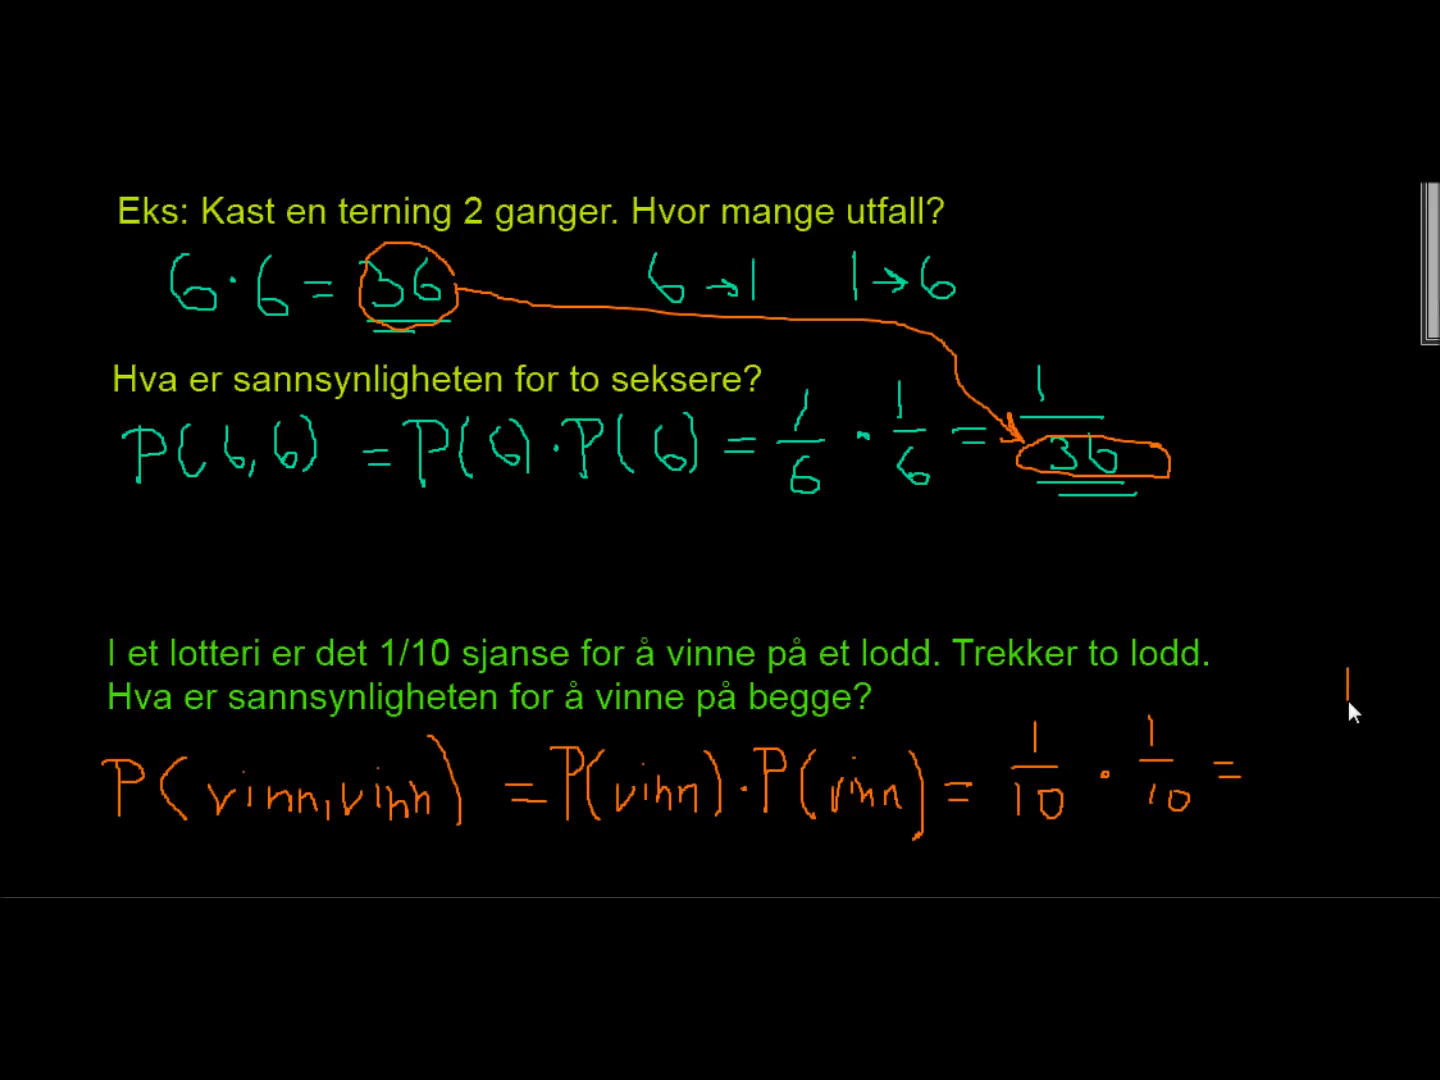 Eks: Kast en terning 2 ganger. Hvor mange utfall?
6 · 6 = 36 6 → 1 1 → 6
Hva er sannsynligheten for to seksere?
P(6,6) = P(6) · P(6) = 1/6 · 1/6 = 1/36
I et lotteri er det 1/10 sjanse for å vinne på et lodd. Trekker to lodd.
Hva er sannsynligheten for å vinne på begge?
P(vinn,vinn) = P(vinn) · P(vinn) = 1/10 · 1/10 = 1